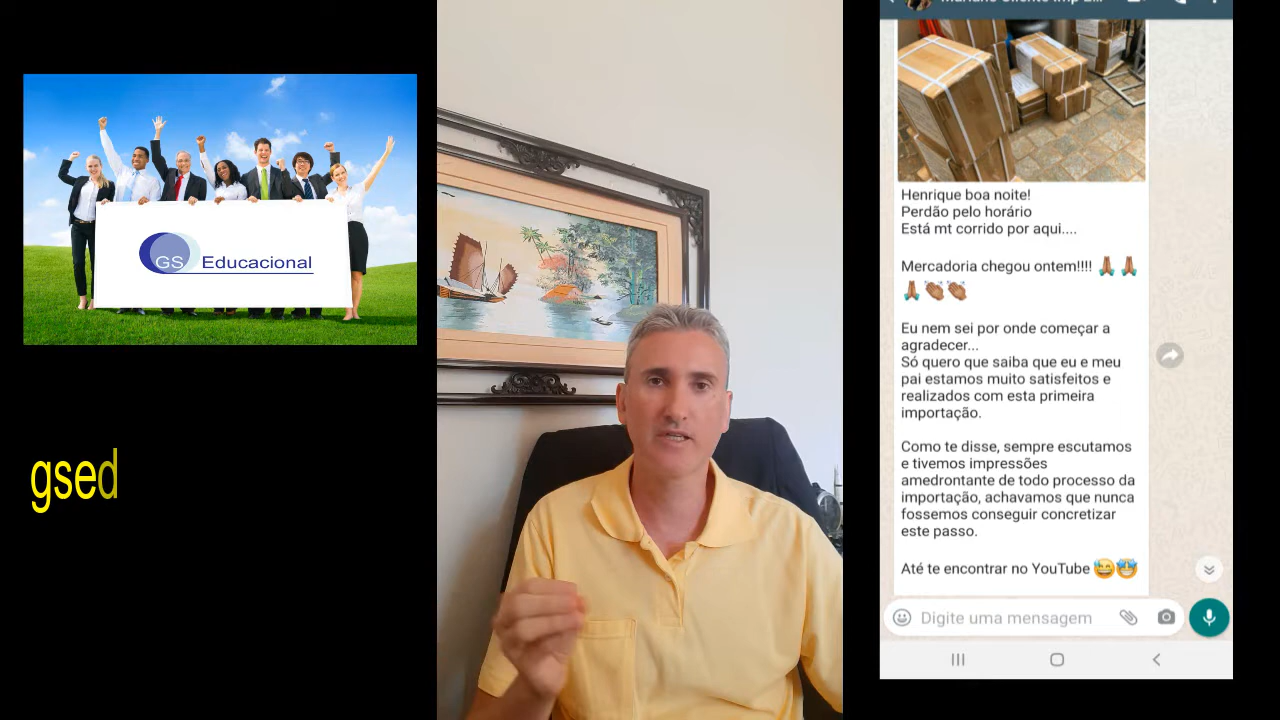 GS Educacional
gsed
Henrique boa noite!
Perdão pelo horário
Está mt corrido por aqui....
Mercadoria chegou ontem!!!! 🙏🏽 🙏🏽
🙏🏽 👏🏽👏🏽
Eu nem sei por onde começar a
agradecer...
Só quero que saiba que eu e meu
pai estamos muito satisfeitos e
realizados com esta primeira
importação.
Como te disse, sempre escutamos
e tivemos impressões
amedrontante de todo processo da
importação, achavamos que nunca
fossemos conseguir concretizar
este passo.
Até te encontrar no YouTube 😅🤩
Digite uma mensagem